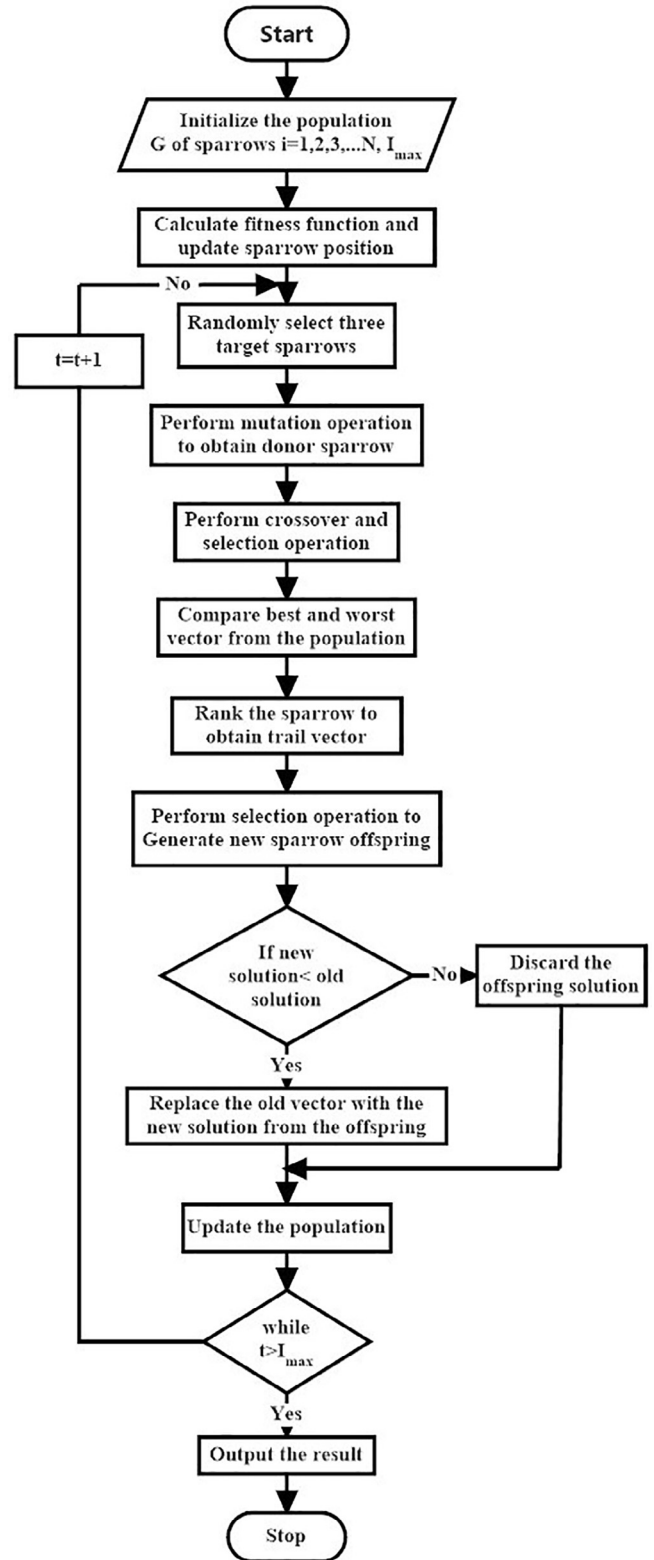 Start
Initialize the population
G of sparrows i=1,2,3,...N, Imax
Calculate fitness function and
update sparrow position
No
Randomly select three
target sparrows
t=t+1
Perform mutation operation
to obtain donor sparrow
Perform crossover and
selection operation
Compare best and worst
vector from the population
Rank the sparrow to
obtain trail vector
Perform selection operation to
Generate new sparrow offspring
If new
solution< old
solution
No
Discard the
offspring solution
Yes
Replace the old vector with the
new solution from the offspring
Update the population
while
t>Imax
Yes
Output the result
Stop